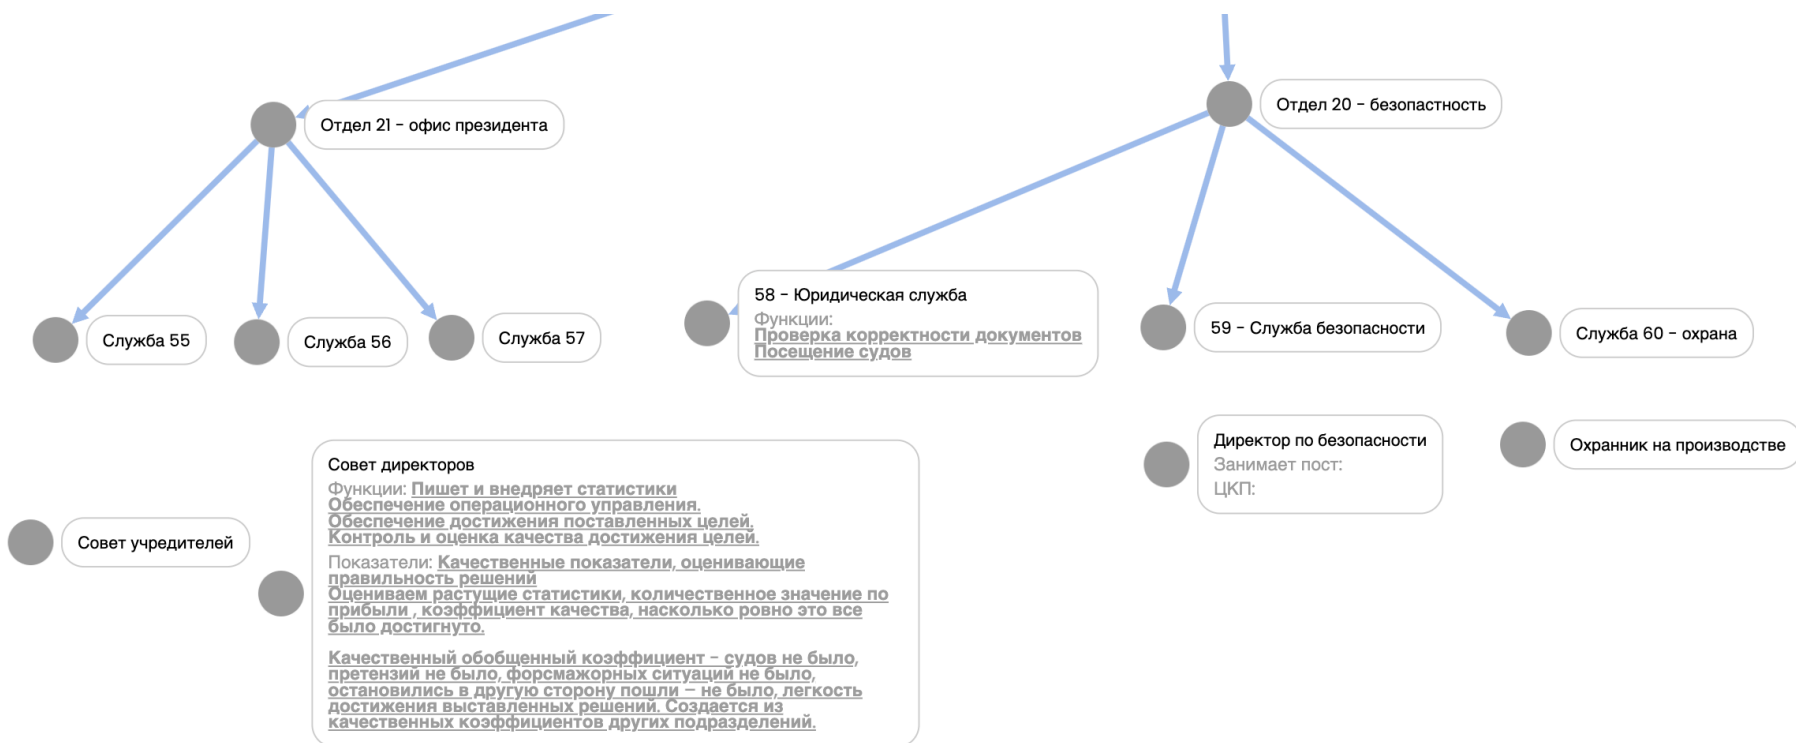 Отдел 21 – офис президента
Отдел 20 – безопастность
Служба 55
Служба 56
Служба 57
58 – Юридическая служба
Функции:
Проверка корректности документов
Посещение судов
59 – Служба безопасности
Служба 60 – охрана
Директор по безопасности
Занимает пост:
ЦКП:
Охранник на производстве
Совет учредителей
Совет директоров
Функции: Пишет и внедряет статистики
Обеспечение операционного управления.
Обеспечение достижения поставленных целей.
Контроль и оценка качества достижения целей.
Показатели: Качественные показатели, оценивающие
правильность решений
Оцениваем растущие статистики, количественное значение по
прибыли , коэффициент качества, насколько ровно это все
было достигнуто.
Качественный обобщенный коэффициент – судов не было,
претензий не было, форсмажорных ситуаций не было,
остановились в другую сторону пошли – не было, легкость
достижения выставленных решений. Создается из
качественных коэффициентов других подразделений.